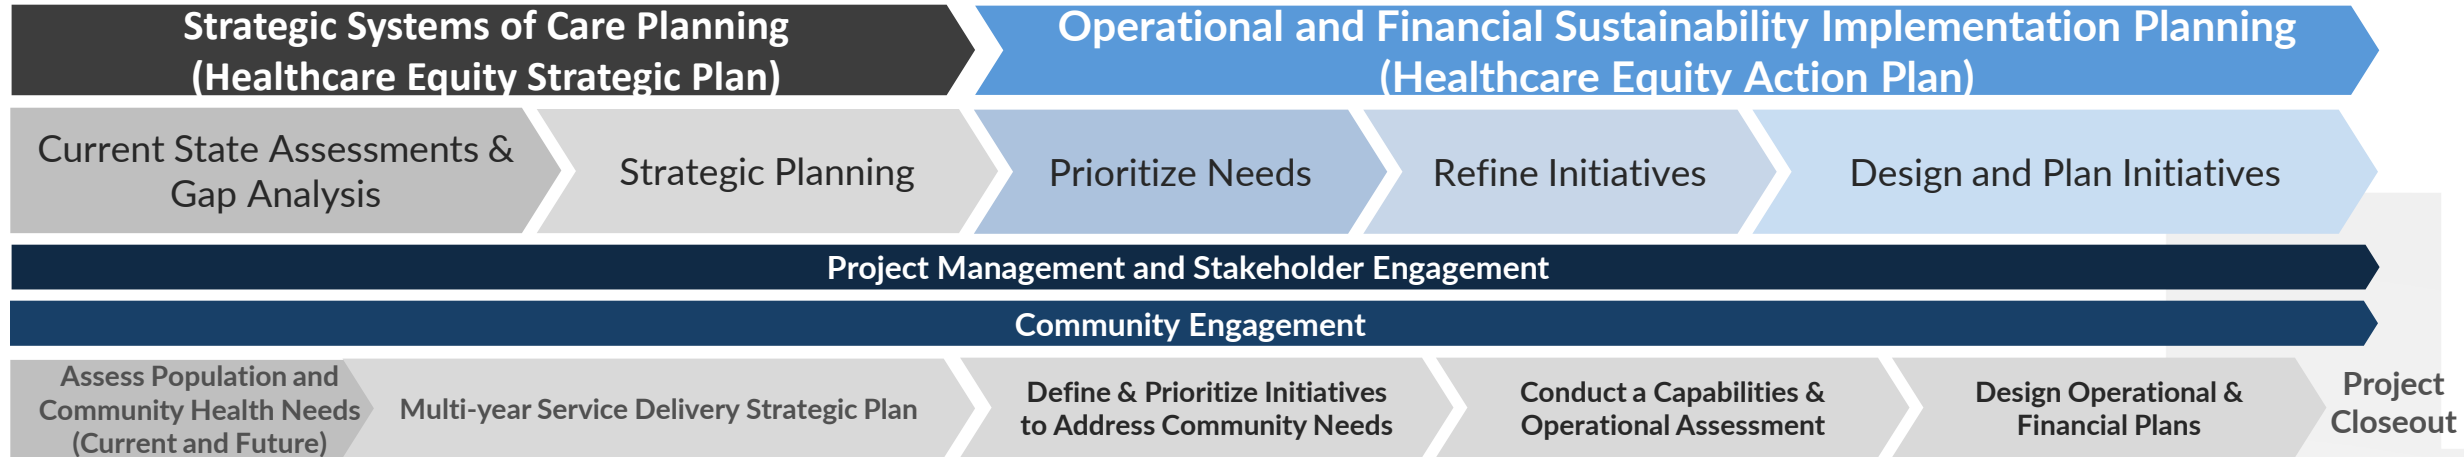 Strategic Systems of Care Planning
(Healthcare Equity Strategic Plan)
Operational and Financial Sustainability Implementation Planning
(Healthcare Equity Action Plan)
Current State Assessments &
Gap Analysis
Strategic Planning
Prioritize Needs
Refine Initiatives
Design and Plan Initiatives
Project Management and Stakeholder Engagement
Community Engagement
Assess Population and
Community Health Needs
(Current and Future)
Multi-year Service Delivery Strategic Plan
Define & Prioritize Initiatives
to Address Community Needs
Conduct a Capabilities &
Operational Assessment
Design Operational &
Financial Plans
Project
Closeout